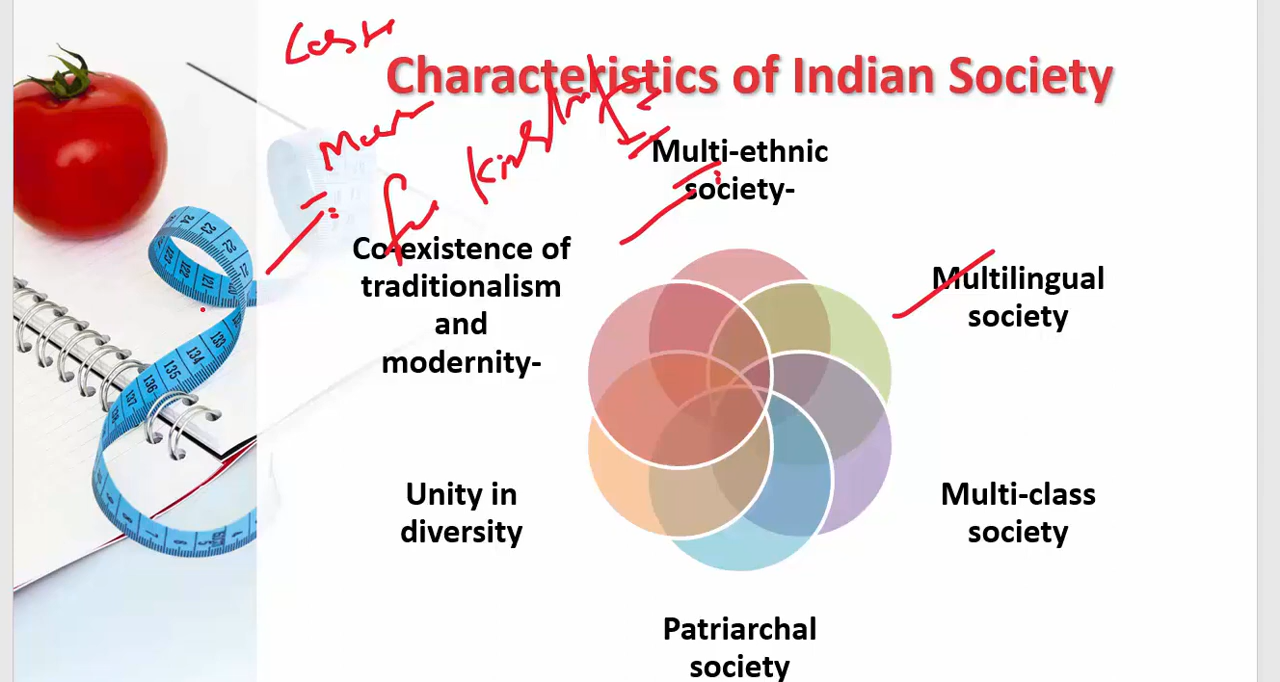 Characteristics of Indian Society
Multi-ethnic
society-
Co-existence of
traditionalism
and
modernity-
Multilingual
society
Unity in
diversity
Multi-class
society
Patriarchal
society